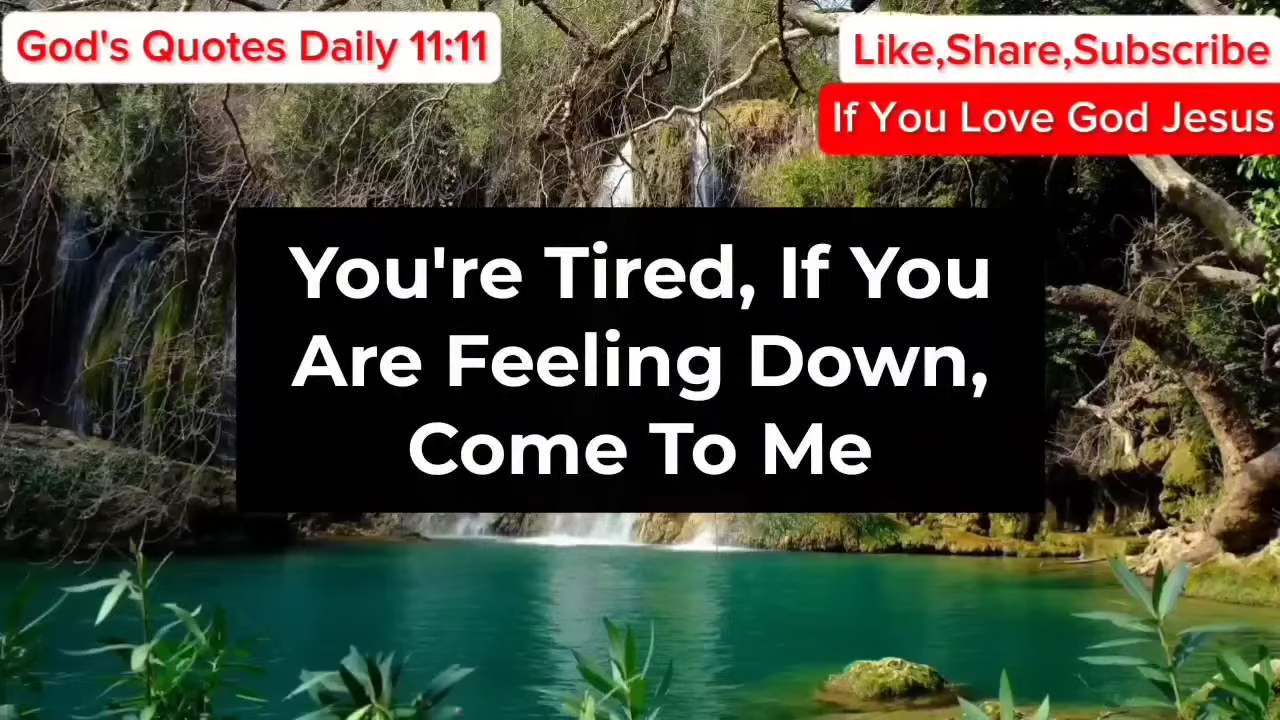 God's Quotes Daily 11:11
Like,Share,Subscribe
If You Love God Jesus
You're Tired, If You
Are Feeling Down,
Come To Me